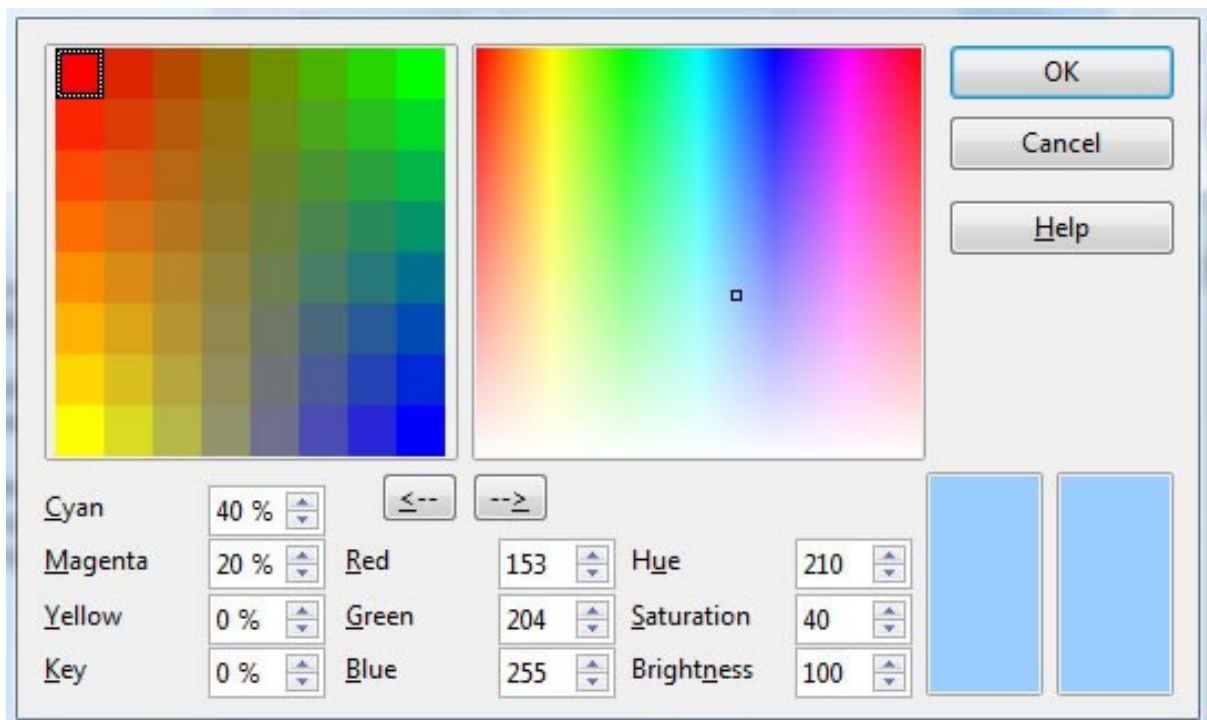 OK
Cancel
Help
<-- -->
Cyan 40 %
Magenta 20 % Red 153 Hue 210
Yellow 0 % Green 204 Saturation 40
Key 0 % Blue 255 Brightness 100